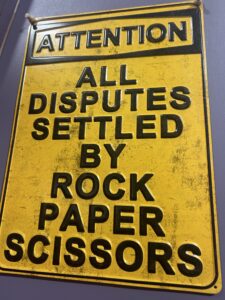 ATTENTION
ALL
DISPUTES
SETTLED
BY
ROCK
PAPER
SCISSORS